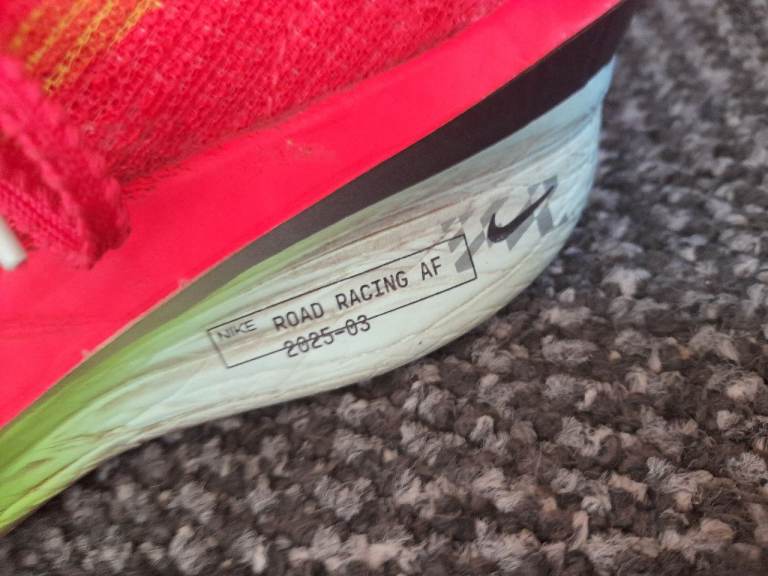 NIKE ROAD RACING AF
2025-03